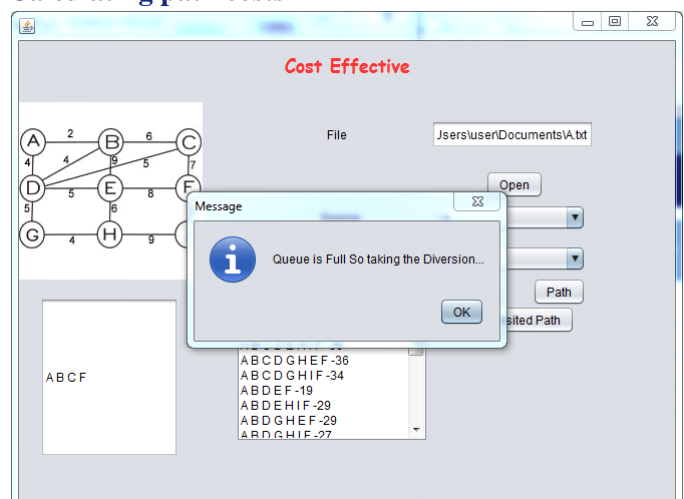 Cost Effective
File
Jsers\user\Documents\A.txt
A 2 B 6 C
4 4 9 5 7
D 5 E 8 F
5 6
G 4 H 9
Open
Message
Queue is Full So taking the Diversion...
OK
Path
sited Path
A B C F
A B C D G H E F -36
A B C D G H I F -34
A B D E F -19
A B D E H I F -29
A B D G H E F -29
A B D G H I F -27